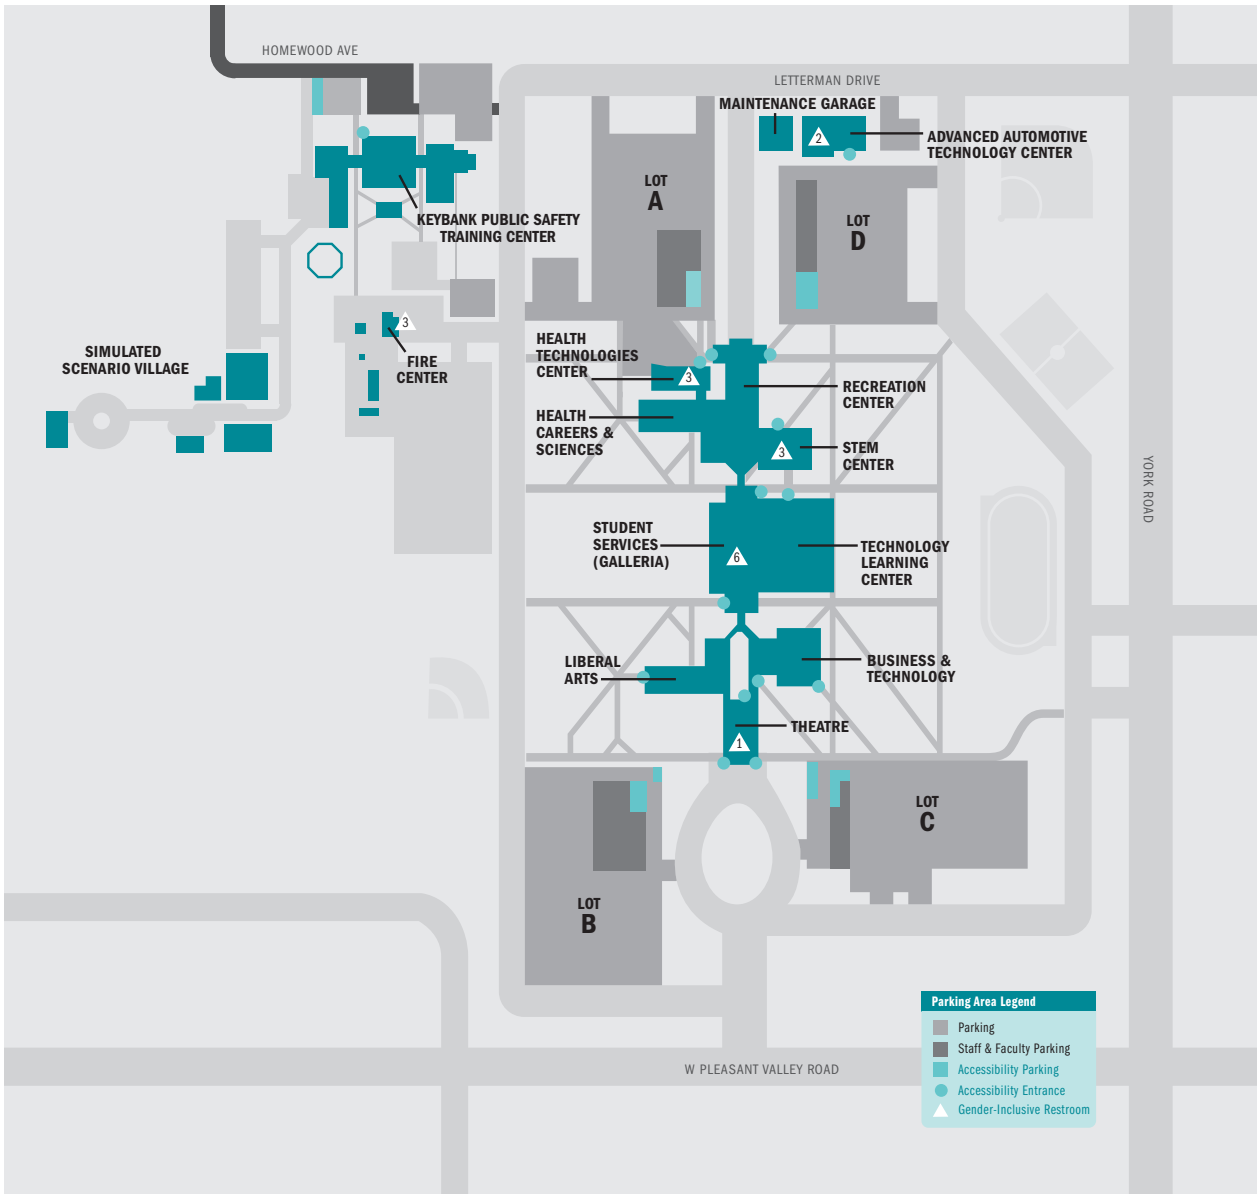 HOMEWOOD AVE
LETTERMAN DRIVE
MAINTENANCE GARAGE
2
ADVANCED AUTOMOTIVE
TECHNOLOGY CENTER
LOT
A
LOT
D
KEYBANK PUBLIC SAFETY
TRAINING CENTER
3
FIRE
CENTER
SIMULATED
SCENARIO VILLAGE
HEALTH
TECHNOLOGIES
CENTER
3
RECREATION
CENTER
HEALTH
CAREERS &
SCIENCES
3
STEM
CENTER
YORK ROAD
STUDENT
SERVICES
(GALLERIA)
6
TECHNOLOGY
LEARNING
CENTER
LIBERAL
ARTS
BUSINESS &
TECHNOLOGY
THEATRE
1
LOT
C
LOT
B
Parking Area Legend
Parking
Staff & Faculty Parking
Accessibility Parking
Accessibility Entrance
Gender-Inclusive Restroom
W PLEASANT VALLEY ROAD